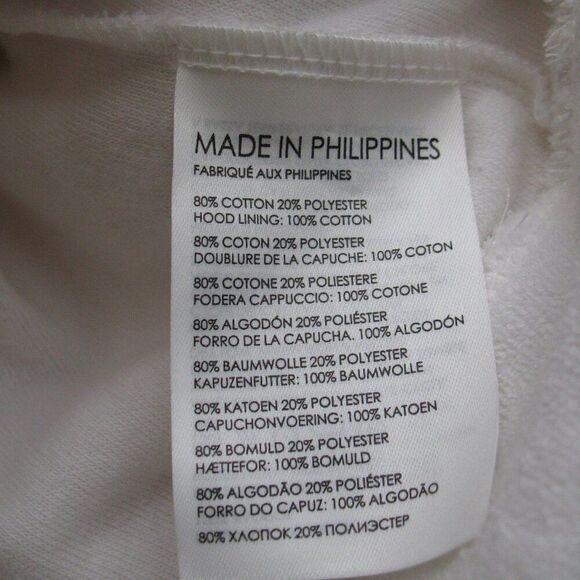 MADE IN PHILIPPINES
FABRIQUÉ AUX PHILIPPINES
80% COTTON 20% POLYESTER
HOOD LINING: 100% COTTON
80% COTON 20% POLYESTER
DOUBLURE DE LA CAPUCHE: 100% COTON
80% COTONE 20% POLIESTERE
FODERA CAPPUCCIO: 100% COTONE
80% ALGODÓN 20% POLIÉSTER
FORRO DE LA CAPUCHA. 100% ALGODÓN
80% BAUMWOLLE 20% POLYESTER
KAPUZENFUTTER: 100% BAUMWOLLE
80% KATOEN 20% POLYESTER
CAPUCHONVOERING: 100% KATOEN
80% BOMULD 20% POLYESTER
HÆTTEFOR: 100% BOMULD
80% ALGODÃO 20% POLIÉSTER
FORRO DO CAPUZ: 100% ALGODÃO
80% ХЛОПОК 20% ПОЛИЭСТЕР